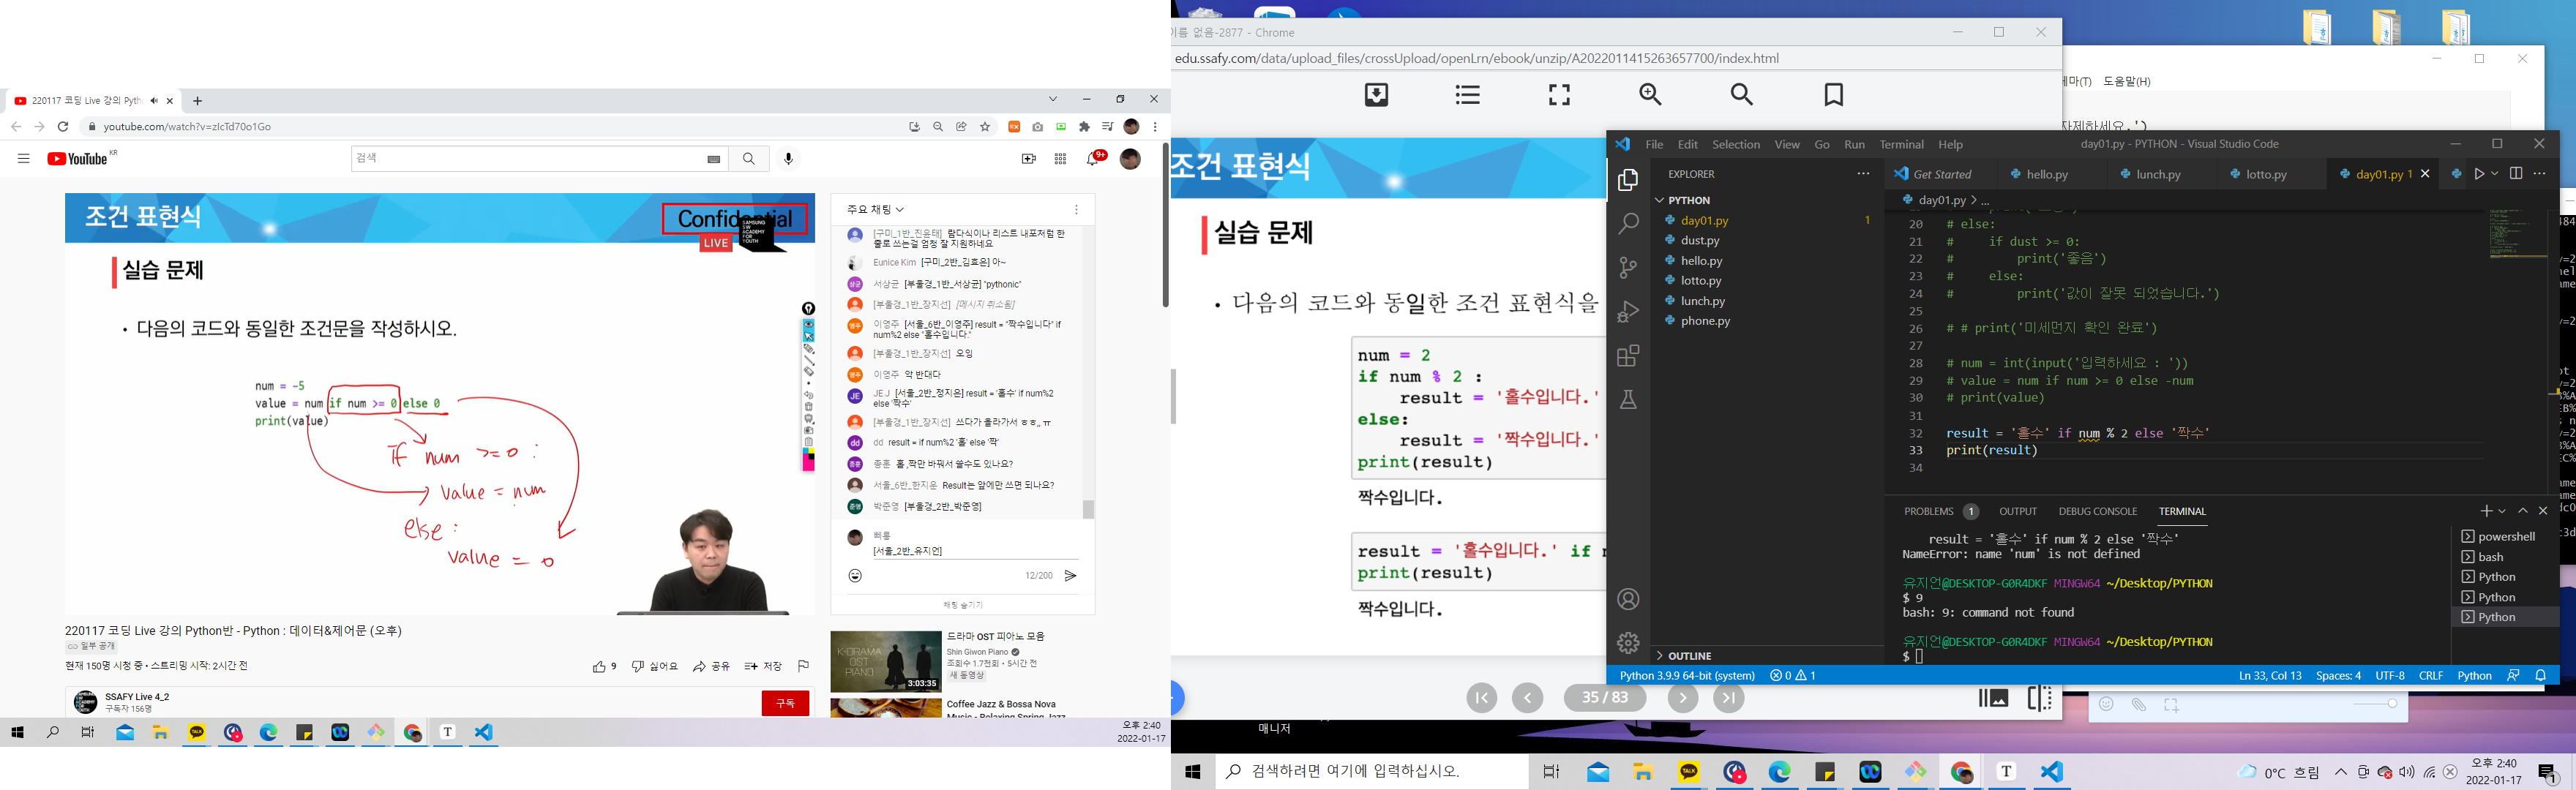 220117 코딩 Live 강의 Pyth
youtube.com/watch?v=zIcTd70o1Go
YouTube KR
검색
9+
조건 표현식
Confidential
LIVE
SAMSUNG
SW
ACADEMY
FOR
YOUTH
실습 문제
• 다음의 코드와 동일한 조건문을 작성하시오.
num = -5
value = num if num >= 0 else 0
print(value)
if num >= 0 :
value = num
else :
value = 0
주요 채팅
[구미_1반_진윤태] 람다식이나 리스트 내포처럼 한
줄로 쓰는걸 엄청 잘 지원하네요
Eunice Kim [구미_2반_김효은] 아~
서상균 [부울경_1반_서상균] "pythonic"
[부울경_1반_장지선] [메시지 취소됨]
이영주 [서울_6반_이영주] result = "짝수입니다" if
num%2 else "홀수입니다."
[부울경_1반_장지선] 오잉
이영주 악 반대다
JE J [서울_2반_정지은] result = '홀수' if num%2
else '짝수'
[부울경_1반_장지선] 쓰다가 올라가서 ㅎㅎ,, ㅠ
dd result = if num%2 '홀' else '짝'
종훈 홀,짝만 바꿔서 쓸수도 있나요?
서울_6반_한지운 Result는 앞에만 쓰면 되나요?
박준영 [부울경_2반_박준영]
삐롱
[서울_2반_유지언]
12/200
채팅 숨기기
220117 코딩 Live 강의 Python반 - Python : 데이터&제어문 (오후)
일부 공개
현재 150명 시청 중 • 스트리밍 시작: 2시간 전
9 싫어요 공유 저장
SSAFY Live 4_2
구독자 156명
구독
K-DRAMA
OST
PIANO
3:03:35
드라마 OST 피아노 모음
Shin Giwon Piano
조회수 1.7천회 • 5시간 전
새 동영상
Coffee Jazz & Bossa Nova
Music - Relaxing Spring Jazz
오후 2:40
2022-01-17
이름 없음-2877 - Chrome
edu.ssafy.com/data/upload_files/crossUpload/openLrn/ebook/unzip/A2022011415263657700/index.html
조건 표현식
실습 문제
• 다음의 코드와 동일한 조건 표현식을
num = 2
if num % 2 :
result = '홀수입니다.'
else:
result = '짝수입니다.'
print(result)
짝수입니다.
result = '홀수입니다.' if
print(result)
짝수입니다.
35 / 83
매니저
테마(T) 도움말(H)
자제하세요.')
File Edit Selection View Go Run Terminal Help
day01.py - PYTHON - Visual Studio Code
EXPLORER
PYTHON
day01.py 1
dust.py
hello.py
lotto.py
lunch.py
phone.py
OUTLINE
Get Started hello.py lunch.py lotto.py day01.py 1
day01.py > ...
20 # else:
21 # if dust >= 0:
22 # print('좋음')
23 # else:
24 # print('값이 잘못 되었습니다.')
25
26 # # print('미세먼지 확인 완료')
27
28 # num = int(input('입력하세요 : '))
29 # value = num if num >= 0 else -num
30 # print(value)
31
32 result = '홀수' if num % 2 else '짝수'
33 print(result)
34
PROBLEMS 1 OUTPUT DEBUG CONSOLE TERMINAL
result = '홀수' if num % 2 else '짝수'
NameError: name 'num' is not defined
유지언@DESKTOP-G0R4DKF MINGW64 ~/Desktop/PYTHON
$ 9
bash: 9: command not found
유지언@DESKTOP-G0R4DKF MINGW64 ~/Desktop/PYTHON
$
powershell
bash
Python
Python
Python
Python 3.9.9 64-bit (system) 0 1
Ln 33, Col 13 Spaces: 4 UTF-8 CRLF Python
검색하려면 여기에 입력하십시오.
0°C 흐림
오후 2:40
2022-01-17
1